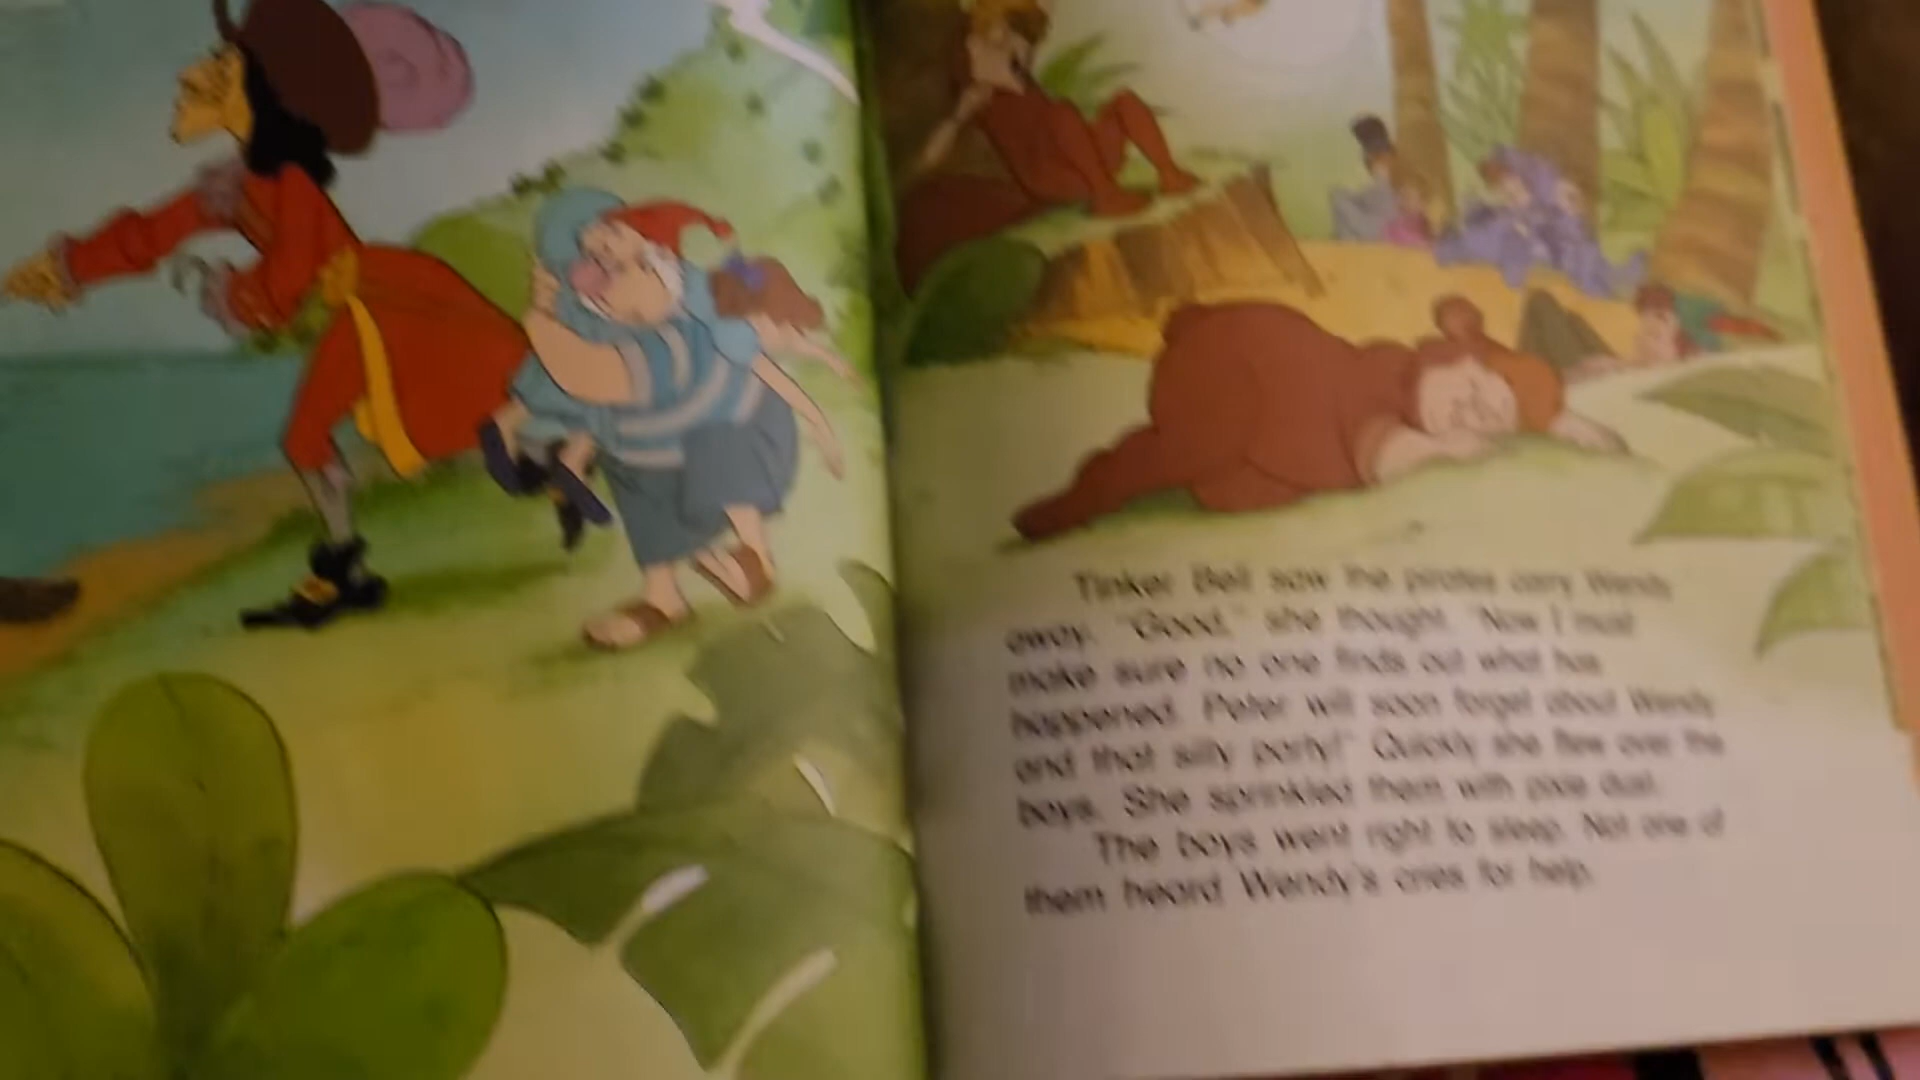 Tinker Bell saw the pirates carry Wendy
away. "Good," she thought. "Now I must
make sure no one finds out what has
happened. Peter will soon forget about Wendy
and that silly party!" Quickly she flew over the
boys. She sprinkled them with pixie dust.
The boys went right to sleep. Not one of
them heard Wendy's cries for help.